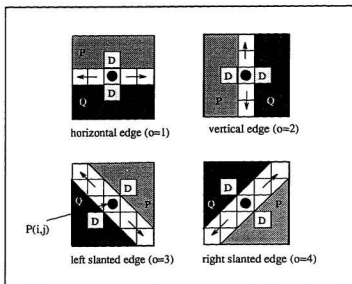 P
D
D
Q
horizontal edge (o=1)
D D
P Q
vertical edge (o=2)
D
P
D
Q
P(i,j)
left slanted edge (o=3)
Q
D
D
P
right slanted edge (o=4)